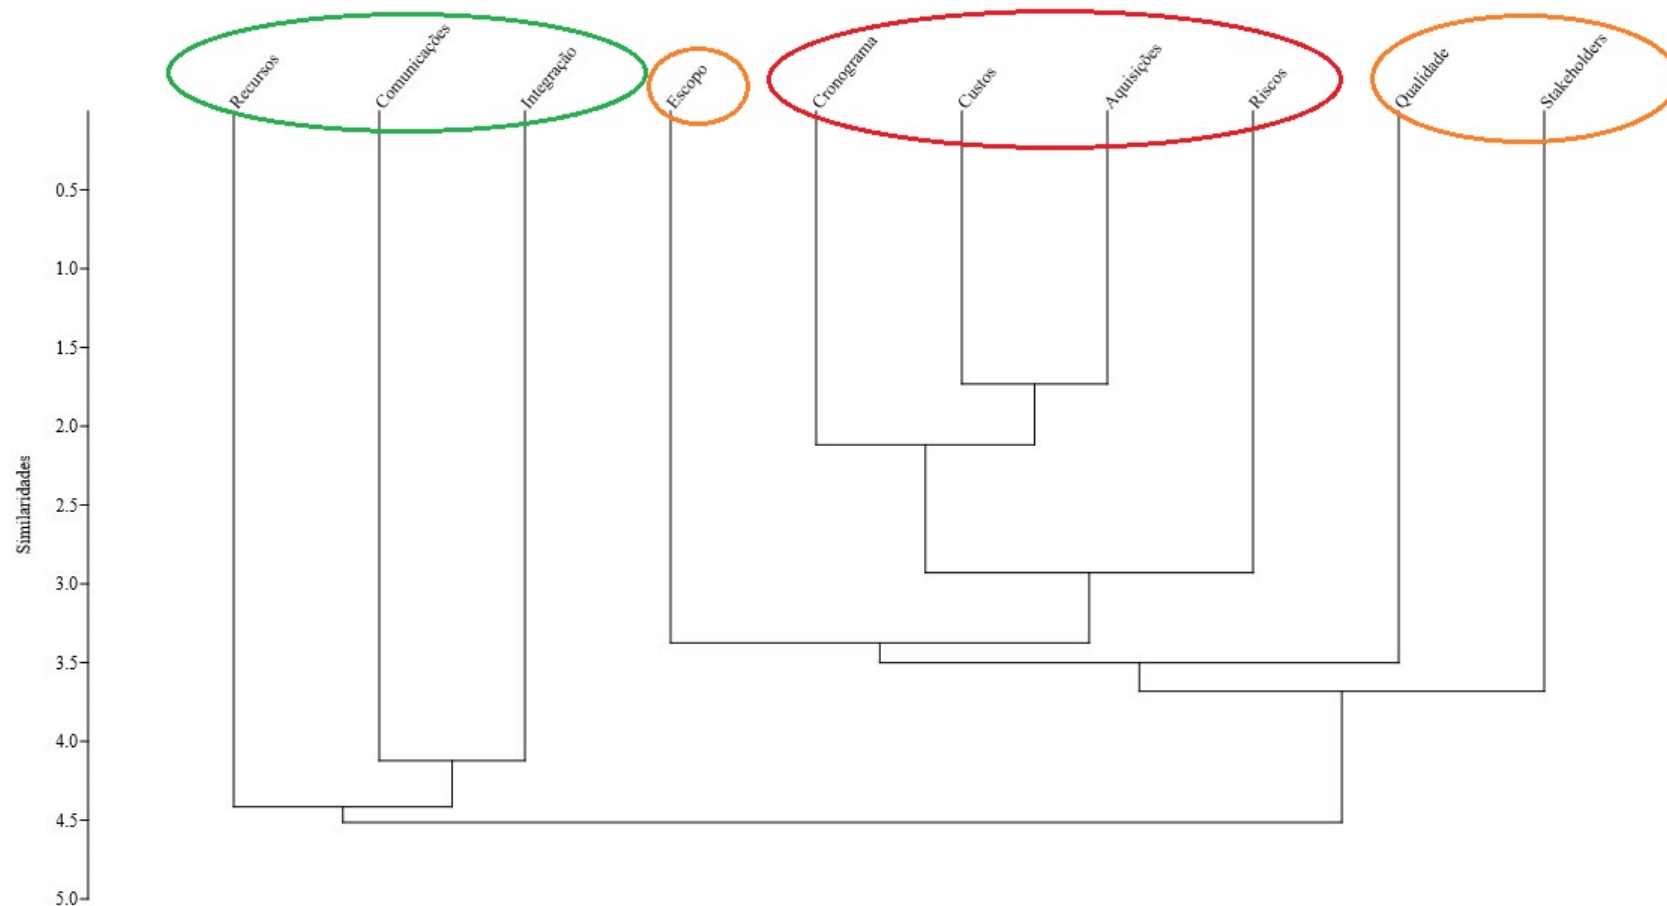 Recursos
Comunicações
Integração
Escopo
Cronograma
Custos
Aquisições
Riscos
Qualidade
Stakeholders
0.5
1.0
1.5
2.0
2.5
3.0
3.5
4.0
4.5
5.0
Similaridades